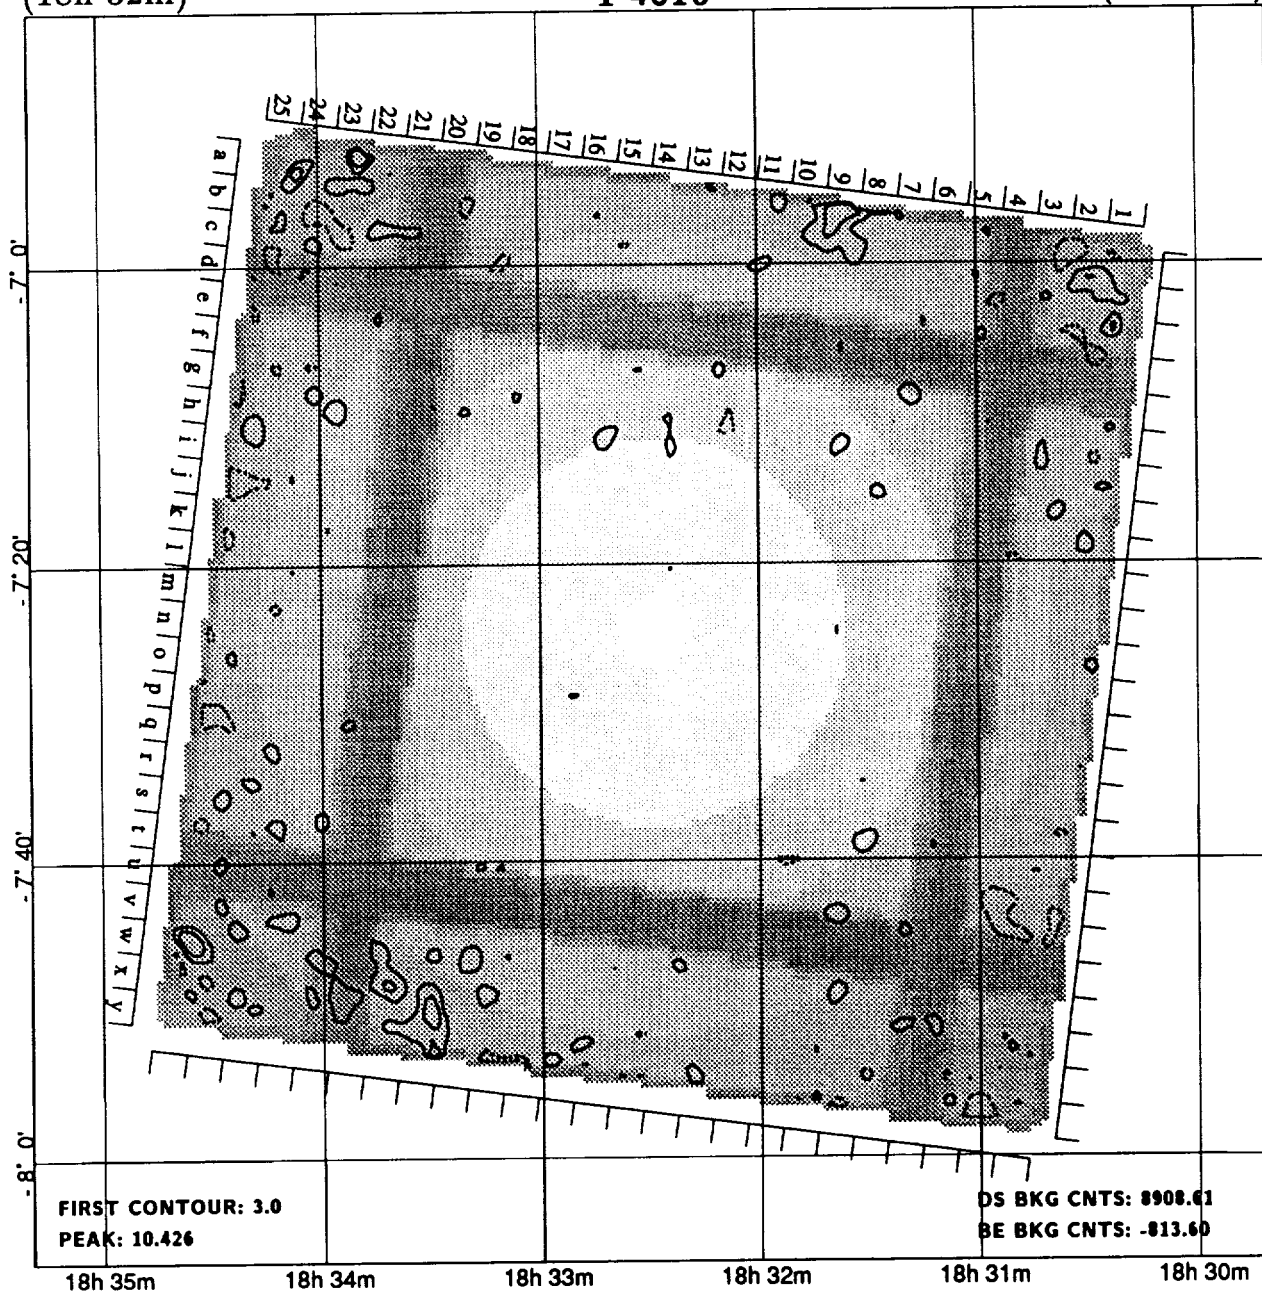 25 24 23 22 21 20 19 18 17 16 15 14 13 12 11 10 9 8 7 6 5 4 3 2 1
a b c d e f g h i j k l m n o p q r s t u v w x y
-7° 0'
-7° 20'
-7° 40'
-8° 0'
FIRST CONTOUR: 3.0
PEAK: 10.426
DS BKG CNTS: 8908.61
BE BKG CNTS: -813.60
18h 35m 18h 34m 18h 33m 18h 32m 18h 31m 18h 30m